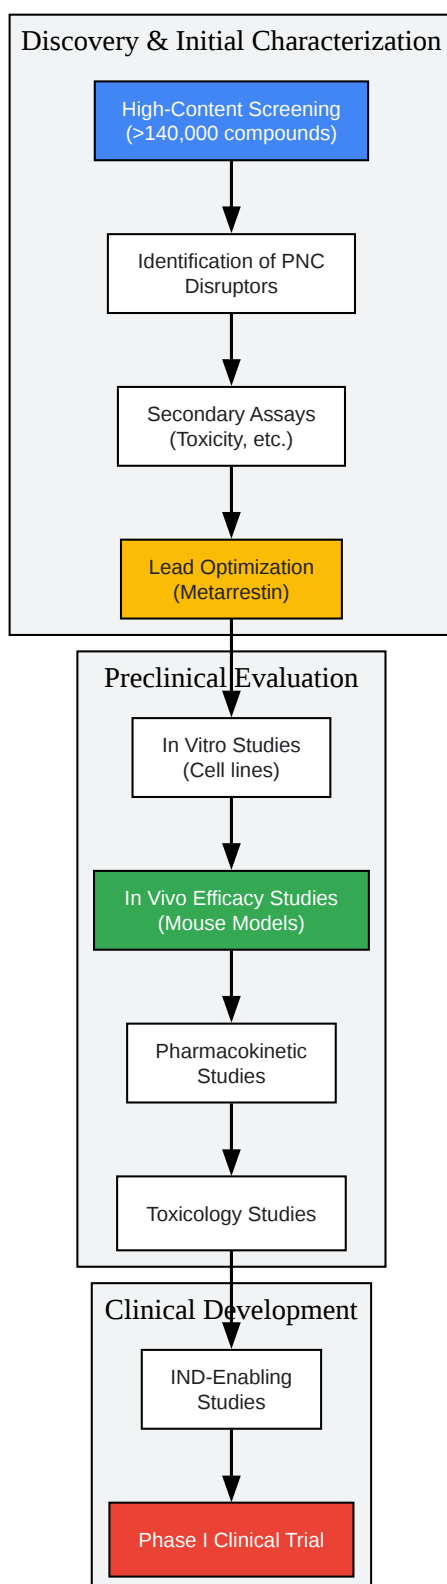 Discovery & Initial Characterization
High-Content Screening
(>140,000 compounds)
Identification of PNC
Disruptors
Secondary Assays
(Toxicity, etc.)
Lead Optimization
(Metarrestin)
Preclinical Evaluation
In Vitro Studies
(Cell lines)
In Vivo Efficacy Studies
(Mouse Models)
Pharmacokinetic
Studies
Toxicology Studies
Clinical Development
IND-Enabling
Studies
Phase I Clinical Trial